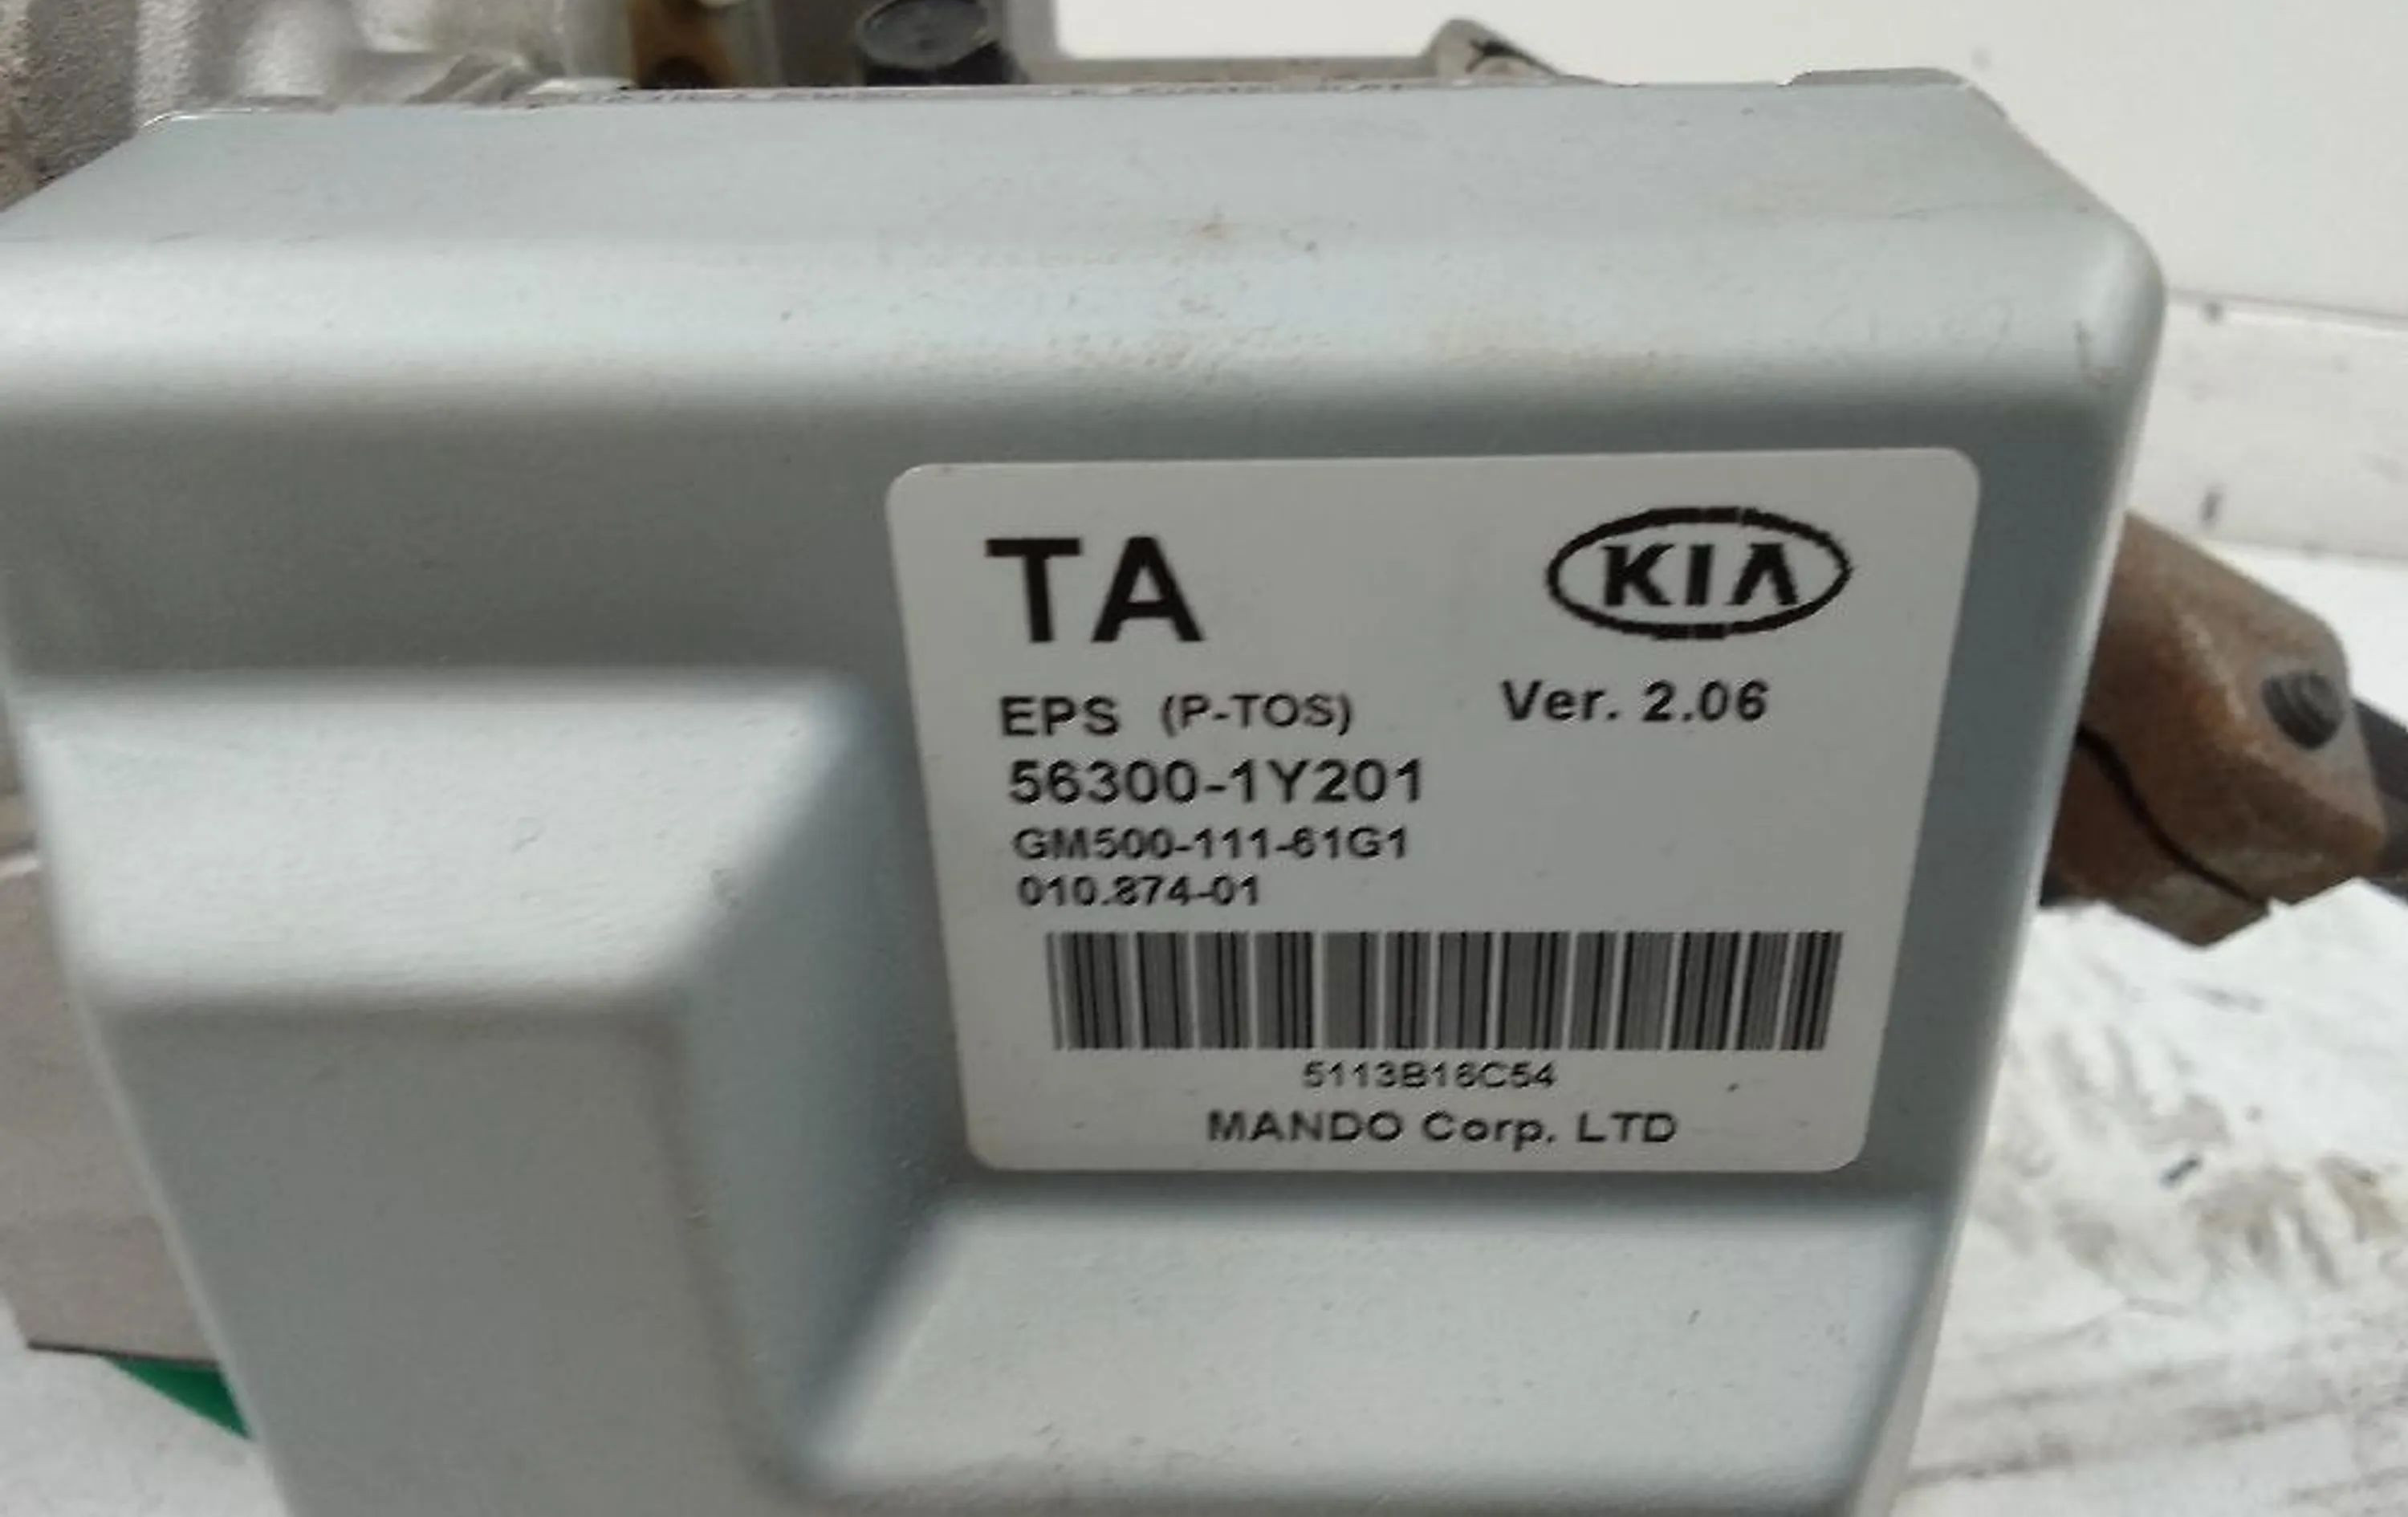 TA
KIA
EPS (P-TOS)
Ver. 2.06
56300-1Y201
GM500-111-61G1
010.874-01
5113B16C54
MANDO Corp. LTD